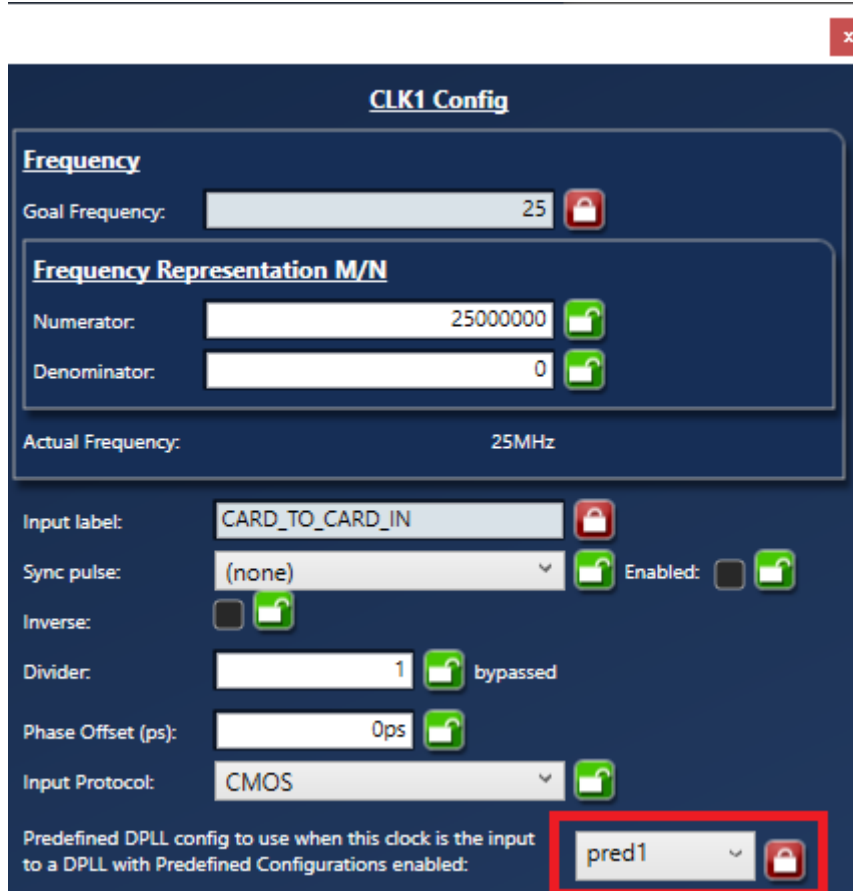 x
CLK1 Config
Frequency
Goal Frequency: 25
Frequency Representation M/N
Numerator: 25000000
Denominator: 0
Actual Frequency: 25MHz
Input label: CARD_TO_CARD_IN
Sync pulse: (none) Enabled:
Inverse:
Divider: 1 bypassed
Phase Offset (ps): 0ps
Input Protocol: CMOS
Predefined DPLL config to use when this clock is the input
to a DPLL with Predefined Configurations enabled: pred1